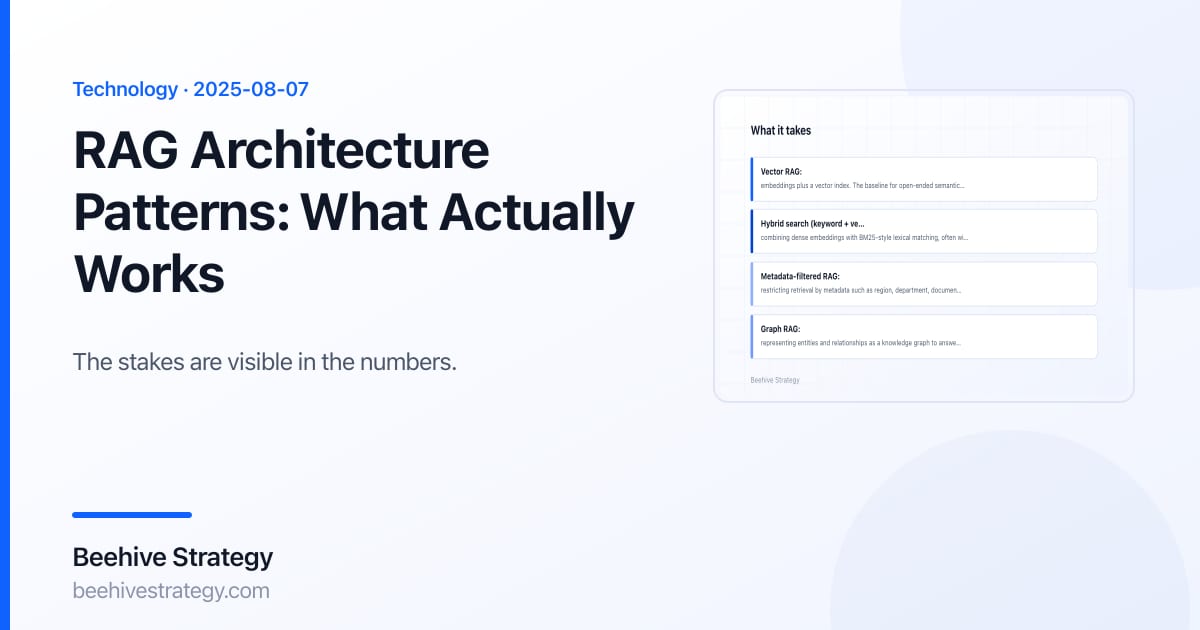 Technology · 2025-08-07
RAG Architecture
Patterns: What Actually
Works
The stakes are visible in the numbers.
Beehive Strategy
beehivestrategy.com
What it takes
Vector RAG:
embeddings plus a vector index. The baseline for open-ended semantic...
Hybrid search (keyword + ve...
combining dense embeddings with BM25-style lexical matching, often wi...
Metadata-filtered RAG:
restricting retrieval by metadata such as region, department, documen...
Graph RAG:
representing entities and relationships as a knowledge graph to answe...
Beehive Strategy